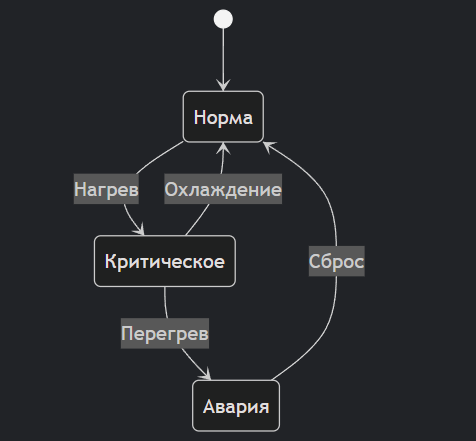 Норма
Нагрев
Охлаждение
Критическое
Сброс
Перегрев
Авария